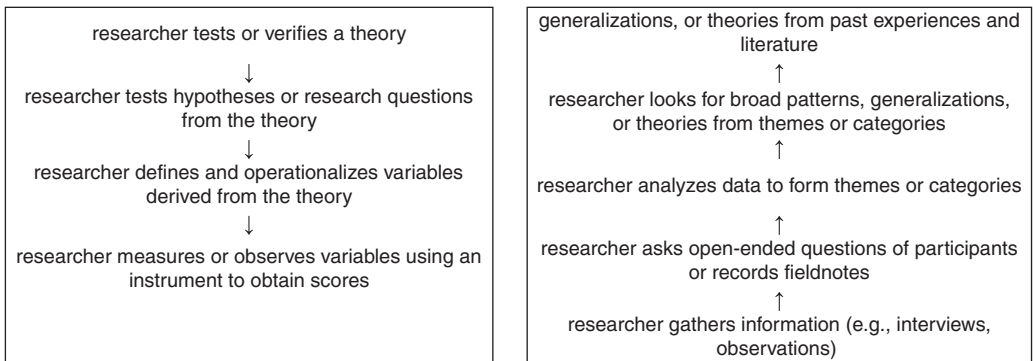 researcher tests or verifies a theory
↓
researcher tests hypotheses or research questions
from the theory
↓
researcher defines and operationalizes variables
derived from the theory
↓
researcher measures or observes variables using an
instrument to obtain scores
generalizations, or theories from past experiences and
literature
↑
researcher looks for broad patterns, generalizations,
or theories from themes or categories
↑
researcher analyzes data to form themes or categories
↑
researcher asks open-ended questions of participants
or records fieldnotes
↑
researcher gathers information (e.g., interviews,
observations)